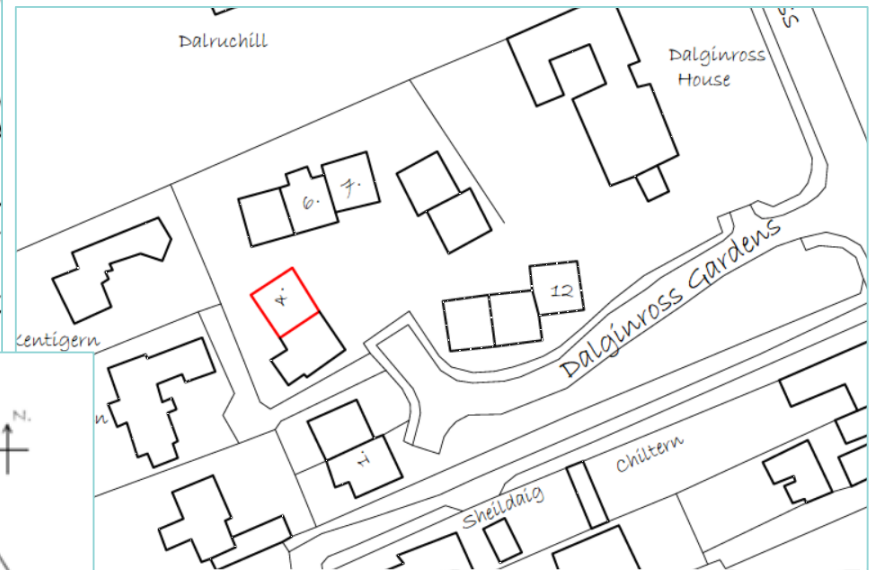 Dalruchill
Dalginross
House
6.
7.
4.
12
Dalginross Gardens
Kentigern
N.
Chiltern
Sheildaig